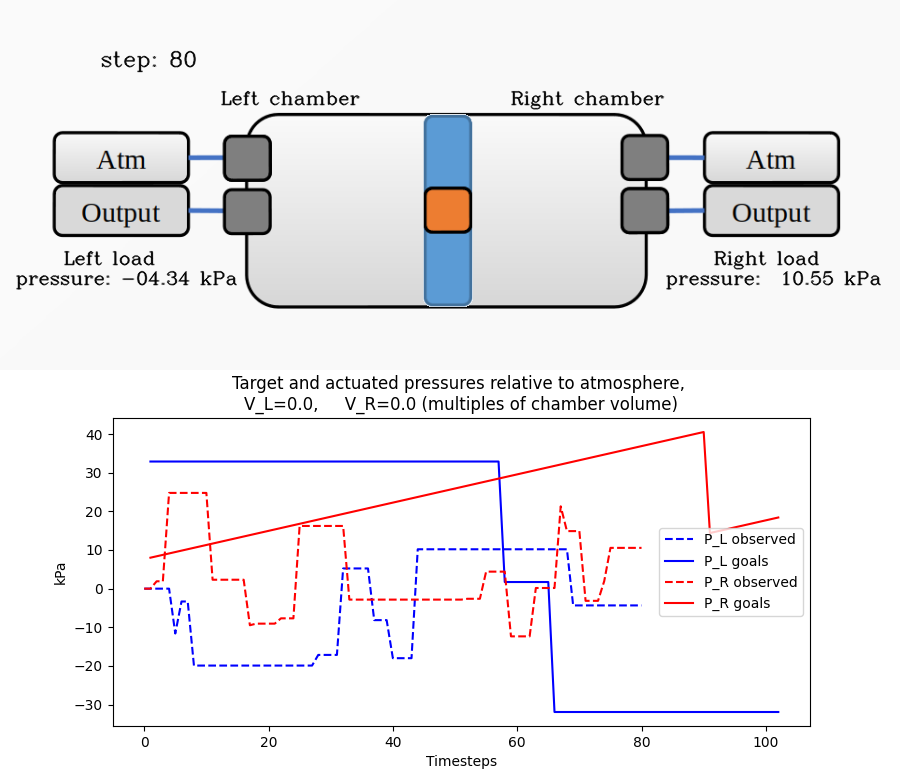 step: 80
Left chamber
Right chamber
Atm
Atm
Output
Output
Left load
pressure: -04.34 kPa
Right load
pressure: 10.55 kPa
Target and actuated pressures relative to atmosphere,
V_L=0.0, V_R=0.0 (multiples of chamber volume)
kPa
40
30
20
10
0
−10
−20
−30
P_L observed
P_L goals
P_R observed
P_R goals
0 20 40 60 80 100
Timesteps